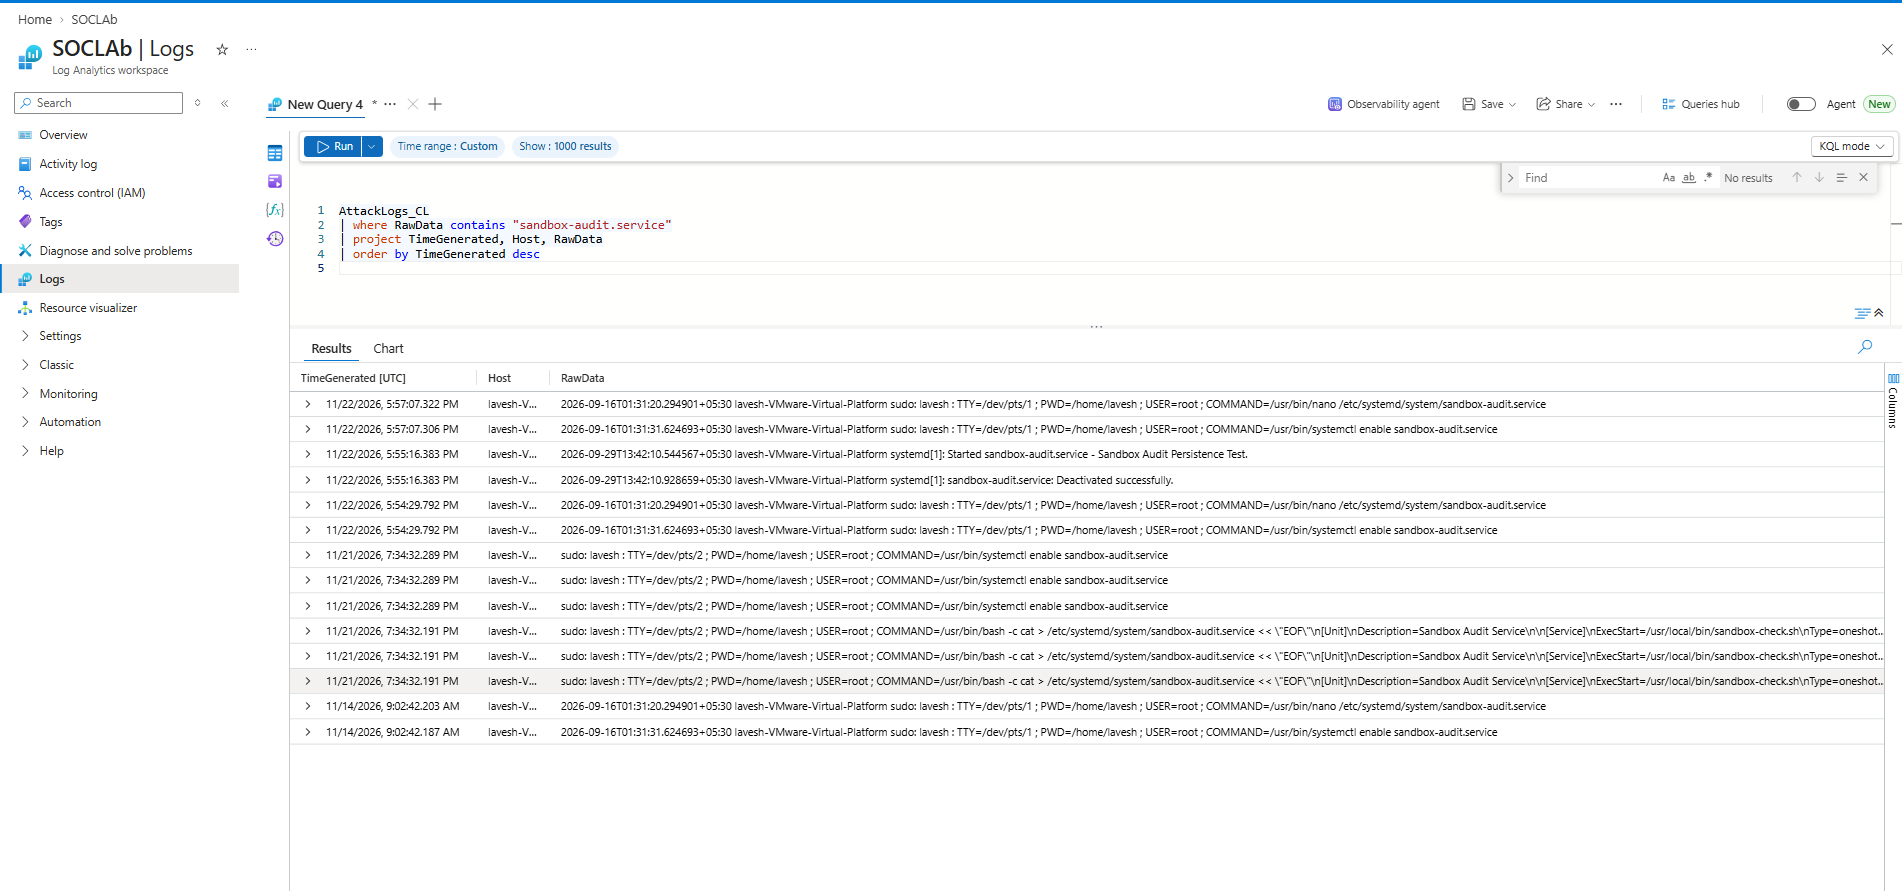 Home > SOCLAb
SOCLAb | Logs
Log Analytics workspace
Search
Overview
Activity log
Access control (IAM)
Tags
Diagnose and solve problems
Logs
Resource visualizer
Settings
Classic
Monitoring
Automation
Help
New Query 4 *
Observability agent
Save
Share
Queries hub
Agent New
Run
Time range : Custom
Show : 1000 results
KQL mode
Find
Aa ab .* No results
1 AttackLogs_CL
2 | where RawData contains "sandbox-audit.service"
3 | project TimeGenerated, Host, RawData
4 | order by TimeGenerated desc
5
Results Chart
TimeGenerated [UTC] Host RawData
11/22/2026, 5:57:07.322 PM lavesh-V... 2026-09-16T01:31:20.294901+05:30 lavesh-VMware-Virtual-Platform sudo: lavesh : TTY=/dev/pts/1 ; PWD=/home/lavesh ; USER=root ; COMMAND=/usr/bin/nano /etc/systemd/system/sandbox-audit.service
11/22/2026, 5:57:07.306 PM lavesh-V... 2026-09-16T01:31:31.624693+05:30 lavesh-VMware-Virtual-Platform sudo: lavesh : TTY=/dev/pts/1 ; PWD=/home/lavesh ; USER=root ; COMMAND=/usr/bin/systemctl enable sandbox-audit.service
11/22/2026, 5:55:16.383 PM lavesh-V... 2026-09-29T13:42:10.544567+05:30 lavesh-VMware-Virtual-Platform systemd[1]: Started sandbox-audit.service - Sandbox Audit Persistence Test.
11/22/2026, 5:55:16.383 PM lavesh-V... 2026-09-29T13:42:10.928659+05:30 lavesh-VMware-Virtual-Platform systemd[1]: sandbox-audit.service: Deactivated successfully.
11/22/2026, 5:54:29.792 PM lavesh-V... 2026-09-16T01:31:20.294901+05:30 lavesh-VMware-Virtual-Platform sudo: lavesh : TTY=/dev/pts/1 ; PWD=/home/lavesh ; USER=root ; COMMAND=/usr/bin/nano /etc/systemd/system/sandbox-audit.service
11/22/2026, 5:54:29.792 PM lavesh-V... 2026-09-16T01:31:31.624693+05:30 lavesh-VMware-Virtual-Platform sudo: lavesh : TTY=/dev/pts/1 ; PWD=/home/lavesh ; USER=root ; COMMAND=/usr/bin/systemctl enable sandbox-audit.service
11/21/2026, 7:34:32.289 PM lavesh-V... sudo: lavesh : TTY=/dev/pts/2 ; PWD=/home/lavesh ; USER=root ; COMMAND=/usr/bin/systemctl enable sandbox-audit.service
11/21/2026, 7:34:32.289 PM lavesh-V... sudo: lavesh : TTY=/dev/pts/2 ; PWD=/home/lavesh ; USER=root ; COMMAND=/usr/bin/systemctl enable sandbox-audit.service
11/21/2026, 7:34:32.289 PM lavesh-V... sudo: lavesh : TTY=/dev/pts/2 ; PWD=/home/lavesh ; USER=root ; COMMAND=/usr/bin/systemctl enable sandbox-audit.service
11/21/2026, 7:34:32.191 PM lavesh-V... sudo: lavesh : TTY=/dev/pts/2 ; PWD=/home/lavesh ; USER=root ; COMMAND=/usr/bin/bash -c cat > /etc/systemd/system/sandbox-audit.service << \"EOF\"\n[Unit]\nDescription=Sandbox Audit Service\n\n[Service]\nExecStart=/usr/local/bin/sandbox-check.sh\nType=oneshot...
11/21/2026, 7:34:32.191 PM lavesh-V... sudo: lavesh : TTY=/dev/pts/2 ; PWD=/home/lavesh ; USER=root ; COMMAND=/usr/bin/bash -c cat > /etc/systemd/system/sandbox-audit.service << \"EOF\"\n[Unit]\nDescription=Sandbox Audit Service\n\n[Service]\nExecStart=/usr/local/bin/sandbox-check.sh\nType=oneshot...
11/21/2026, 7:34:32.191 PM lavesh-V... sudo: lavesh : TTY=/dev/pts/2 ; PWD=/home/lavesh ; USER=root ; COMMAND=/usr/bin/bash -c cat > /etc/systemd/system/sandbox-audit.service << \"EOF\"\n[Unit]\nDescription=Sandbox Audit Service\n\n[Service]\nExecStart=/usr/local/bin/sandbox-check.sh\nType=oneshot...
11/14/2026, 9:02:42.203 AM lavesh-V... 2026-09-16T01:31:20.294901+05:30 lavesh-VMware-Virtual-Platform sudo: lavesh : TTY=/dev/pts/1 ; PWD=/home/lavesh ; USER=root ; COMMAND=/usr/bin/nano /etc/systemd/system/sandbox-audit.service
11/14/2026, 9:02:42.187 AM lavesh-V... 2026-09-16T01:31:31.624693+05:30 lavesh-VMware-Virtual-Platform sudo: lavesh : TTY=/dev/pts/1 ; PWD=/home/lavesh ; USER=root ; COMMAND=/usr/bin/systemctl enable sandbox-audit.service
Columns